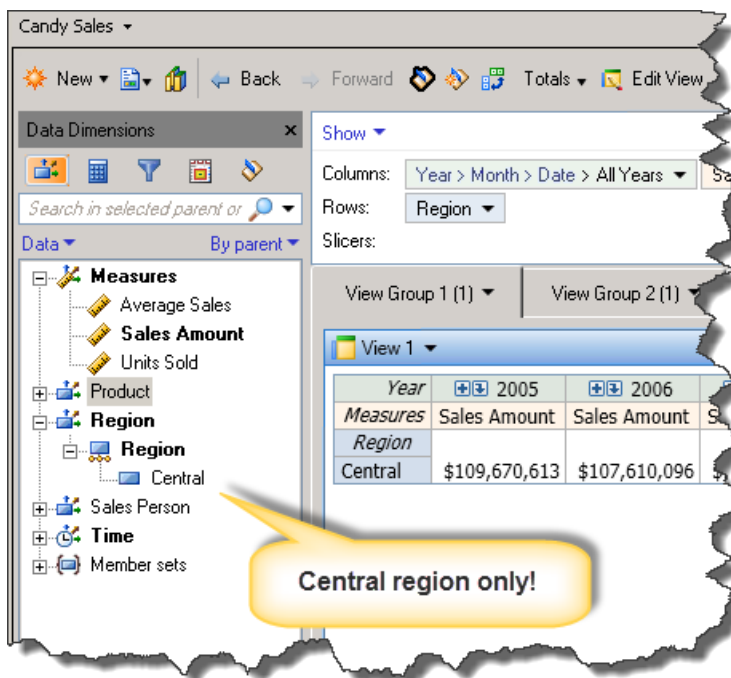 Candy Sales
New Back Forward Totals Edit View
Data Dimensions x
Search in selected parent or
Data By parent
Measures
Average Sales
Sales Amount
Units Sold
Product
Region
Region
Central
Sales Person
Time
Member sets
Show
Columns: Year > Month > Date > All Years Sa
Rows: Region
Slicers:
View Group 1 (1) View Group 2 (1)
View 1
Year 2005 2006
Measures Sales Amount Sales Amount S
Region
Central $109,670,613 $107,610,096 $
Central region only!